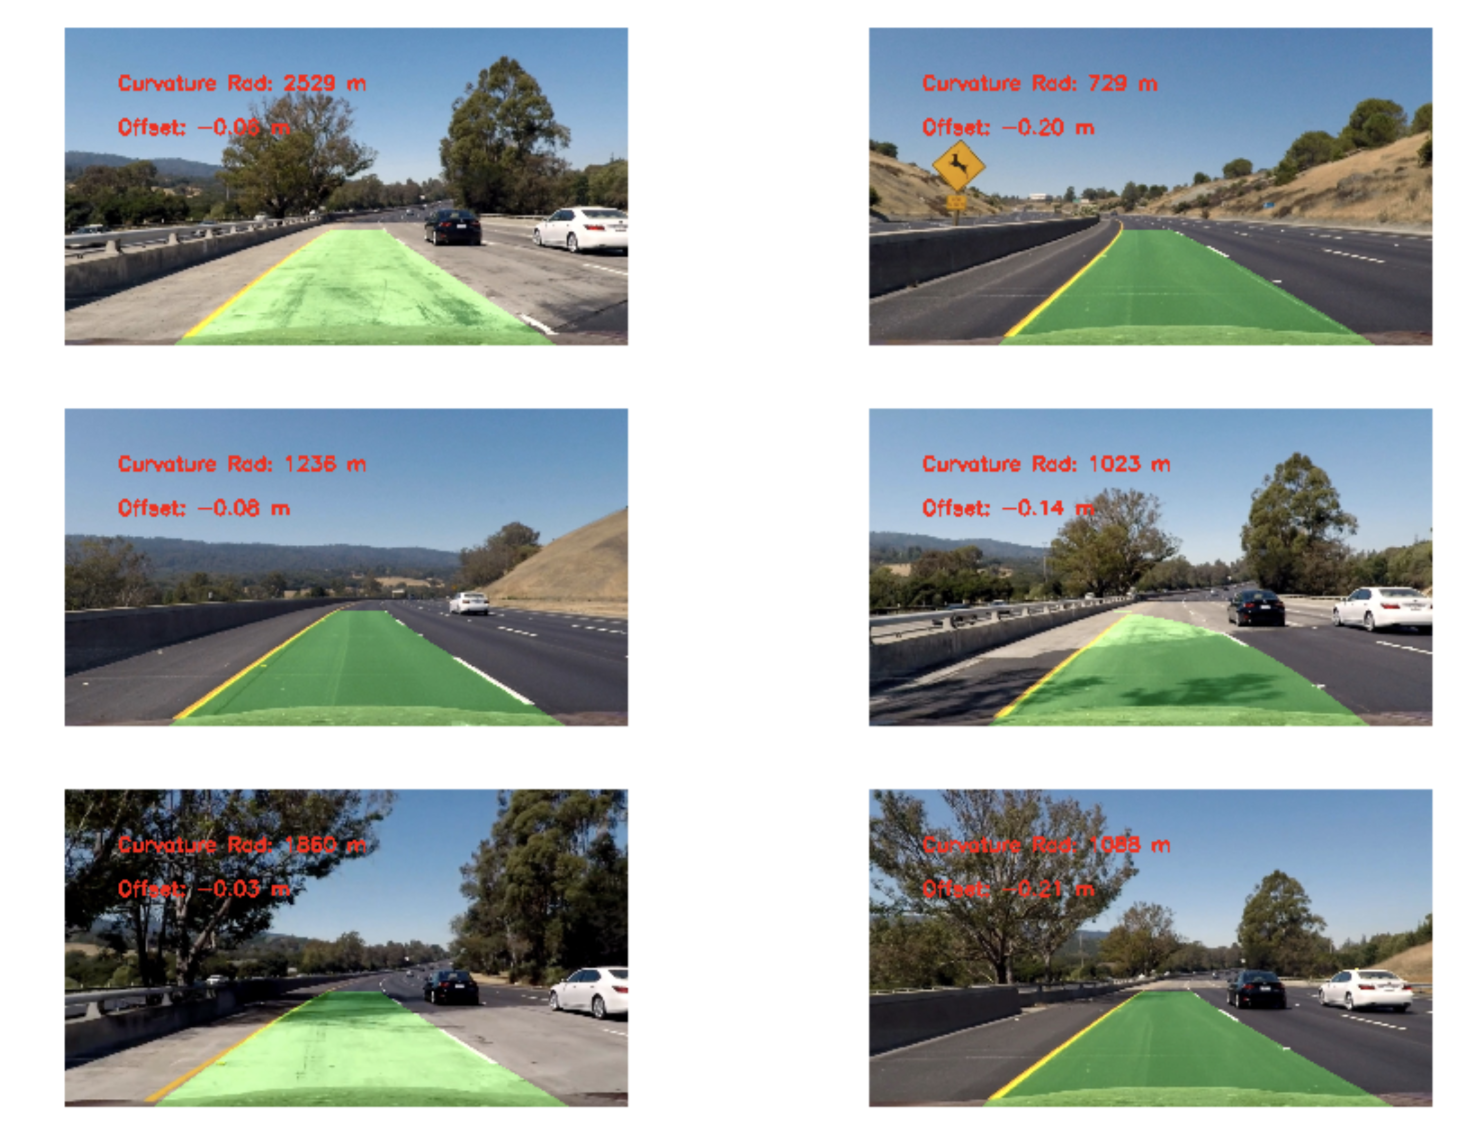 Curvature Rad: 2529 m
Offset: -0.06 m
Curvature Rad: 729 m
Offset: -0.20 m
Curvature Rad: 1236 m
Offset: -0.08 m
Curvature Rad: 1023 m
Offset: -0.14 m
Curvature Rad: 1860 m
Offset: -0.03 m
Curvature Rad: 1088 m
Offset: -0.21 m